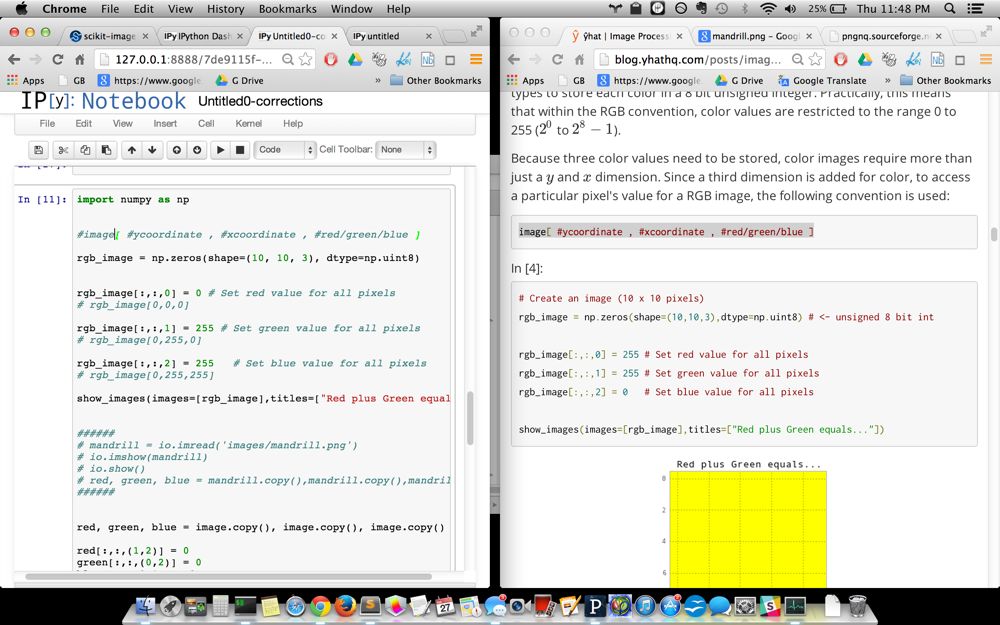 Chrome File Edit View History Bookmarks Window Help
25% Thu 11:48 PM
scikit-image
IPython Dash
Untitled0-co
untitled
127.0.0.1:8888/7de9115f-...
Apps GB https://www.google. G Drive » Other Bookmarks
IP[y]: Notebook Untitled0-corrections
File Edit View Insert Cell Kernel Help
Code Cell Toolbar: None
In [11]: import numpy as np
#image[ #ycoordinate , #xcoordinate , #red/green/blue ]
rgb_image = np.zeros(shape=(10, 10, 3), dtype=np.uint8)
rgb_image[:,:,0] = 0 # Set red value for all pixels
# rgb_image[0,0,0]
rgb_image[:,:,1] = 255 # Set green value for all pixels
# rgb_image[0,255,0]
rgb_image[:,:,2] = 255 # Set blue value for all pixels
# rgb_image[0,255,255]
show_images(images=[rgb_image],titles=["Red plus Green equal
######
# mandrill = io.imread('images/mandrill.png')
# io.imshow(mandrill)
# io.show()
# red, green, blue = mandrill.copy(),mandrill.copy(),mandril
######
red, green, blue = image.copy(), image.copy(), image.copy()
red[:,:,(1,2)] = 0
green[:,:,(0,2)] = 0
ŷhat | Image Process
mandrill.png - Goog
pngnq.sourceforge.n
blog.yhathq.com/posts/imag...
Apps GB https://www.google. G Drive Google Translate » Other Bookmarks
types to store each color in a 8 bit unsigned integer. Practically, this means
that within the RGB convention, color values are restricted to the range 0 to
255 (2⁰ to 2⁸ − 1).
Because three color values need to be stored, color images require more than
just a y and x dimension. Since a third dimension is added for color, to access
a particular pixel's value for a RGB image, the following convention is used:
image[ #ycoordinate , #xcoordinate , #red/green/blue ]
In [4]:
# Create an image (10 x 10 pixels)
rgb_image = np.zeros(shape=(10,10,3),dtype=np.uint8) # <- unsigned 8 bit int
rgb_image[:,:,0] = 255 # Set red value for all pixels
rgb_image[:,:,1] = 255 # Set green value for all pixels
rgb_image[:,:,2] = 0 # Set blue value for all pixels
show_images(images=[rgb_image],titles=["Red plus Green equals..."])
Red plus Green equals...
0
2
4
6
27